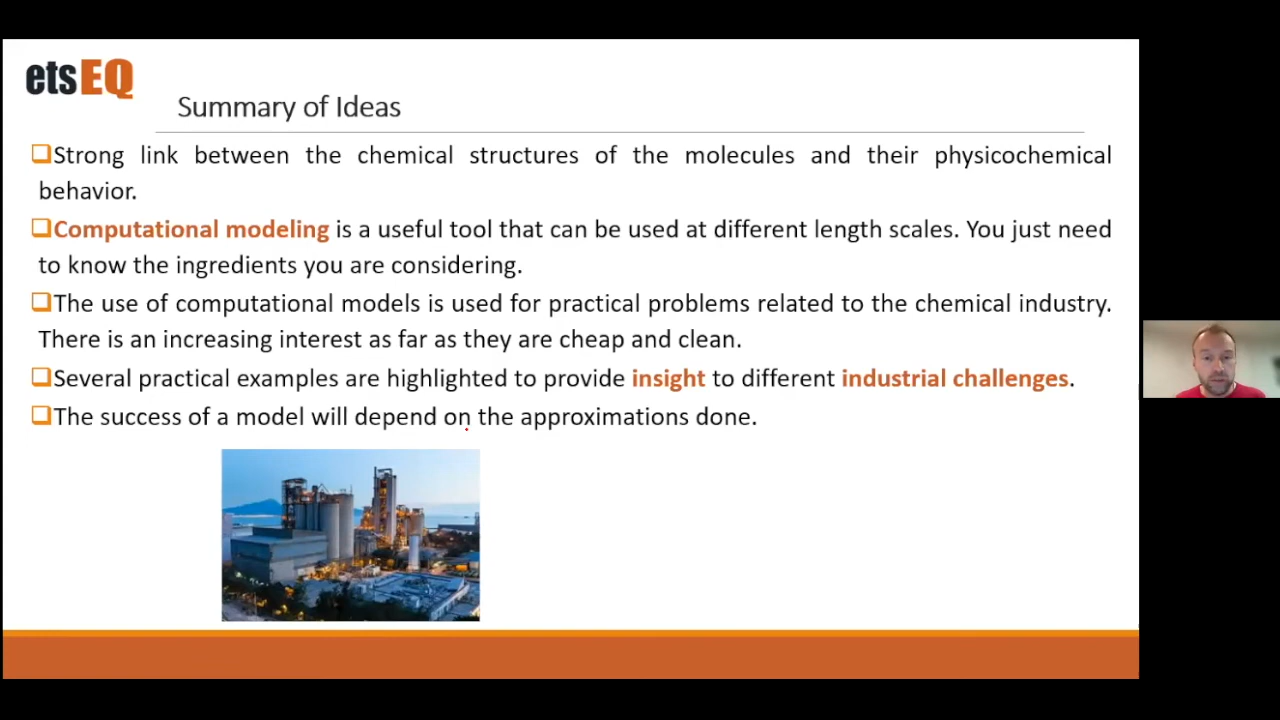 etsEQ
Summary of Ideas
❑Strong link between the chemical structures of the molecules and their physicochemical
behavior.
❑Computational modeling is a useful tool that can be used at different length scales. You just need
to know the ingredients you are considering.
❑The use of computational models is used for practical problems related to the chemical industry.
There is an increasing interest as far as they are cheap and clean.
❑Several practical examples are highlighted to provide insight to different industrial challenges.
❑The success of a model will depend on the approximations done.